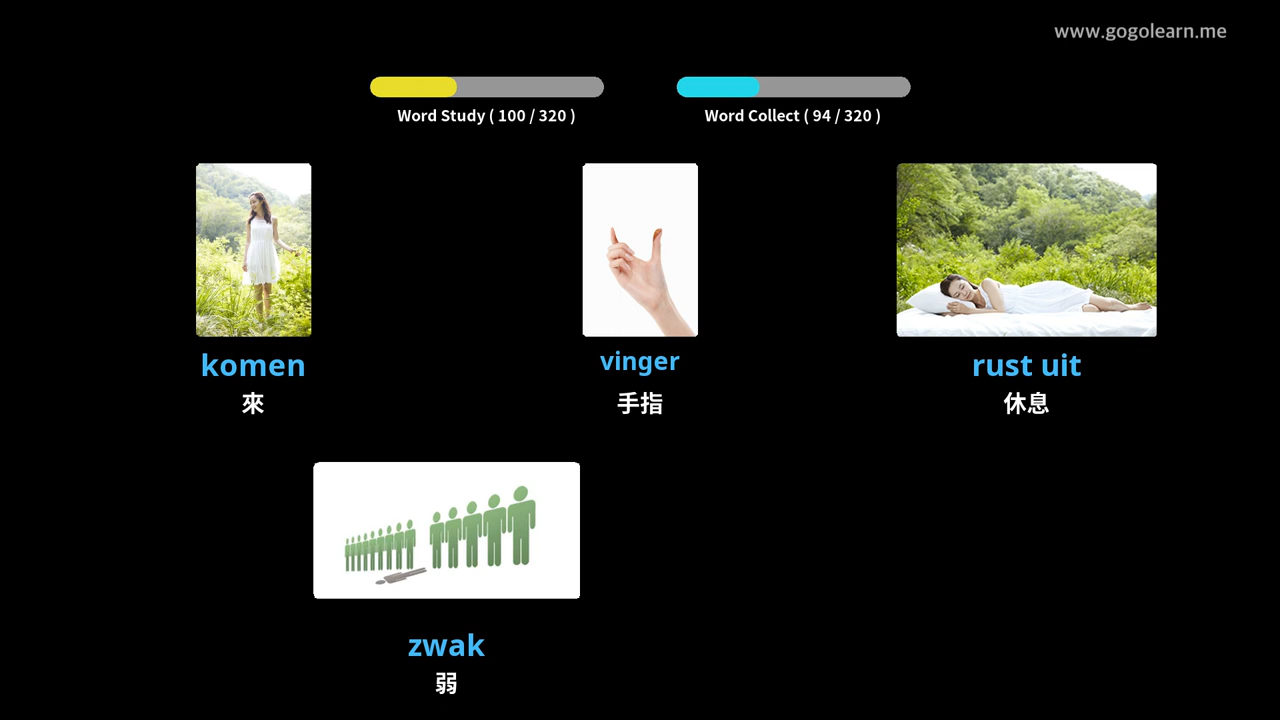 www.gogolearn.me
Word Study ( 100 / 320 )
Word Collect ( 94 / 320 )
komen
來
vinger
手指
rust uit
休息
zwak
弱